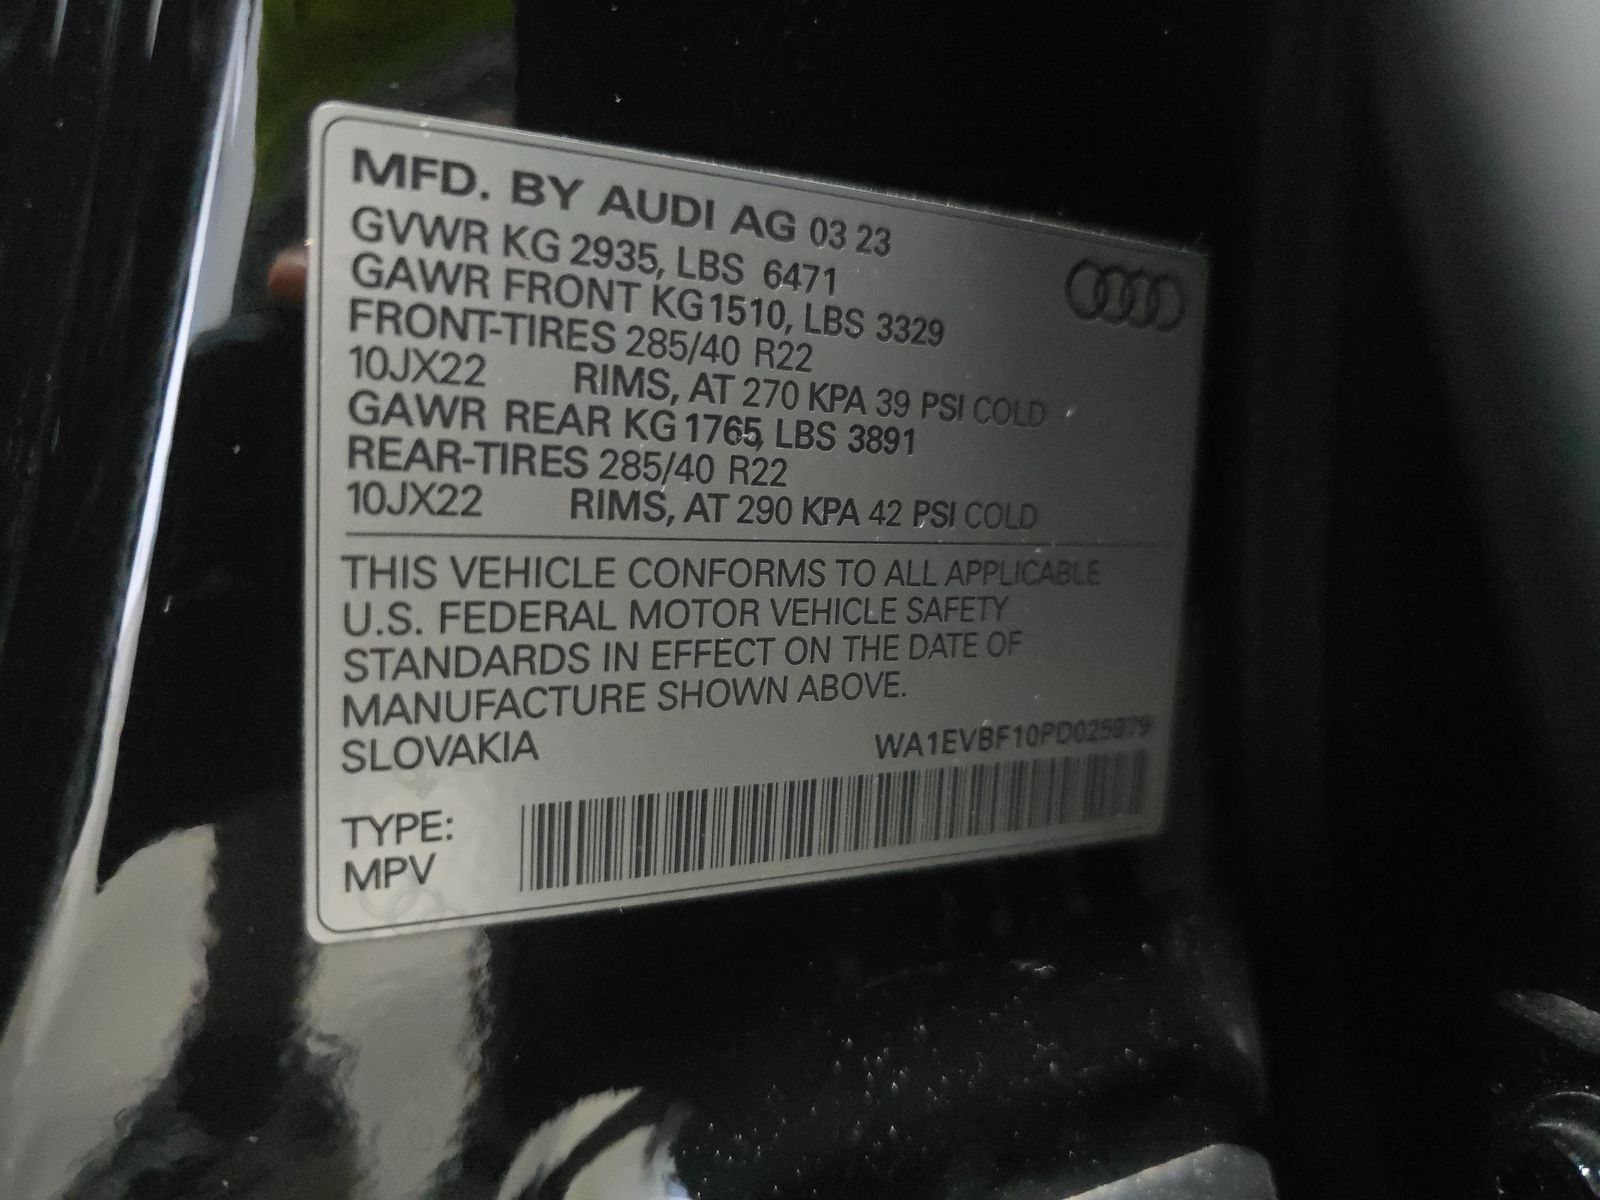 MFD. BY AUDI AG 03 23
GVWR KG 2935, LBS 6471
GAWR FRONT KG 1510, LBS 3329
FRONT-TIRES 285/40 R22
10JX22 RIMS, AT 270 KPA 39 PSI COLD
GAWR REAR KG 1765, LBS 3891
REAR-TIRES 285/40 R22
10JX22 RIMS, AT 290 KPA 42 PSI COLD
THIS VEHICLE CONFORMS TO ALL APPLICABLE
U.S. FEDERAL MOTOR VEHICLE SAFETY
STANDARDS IN EFFECT ON THE DATE OF
MANUFACTURE SHOWN ABOVE.
SLOVAKIA
TYPE:
MPV